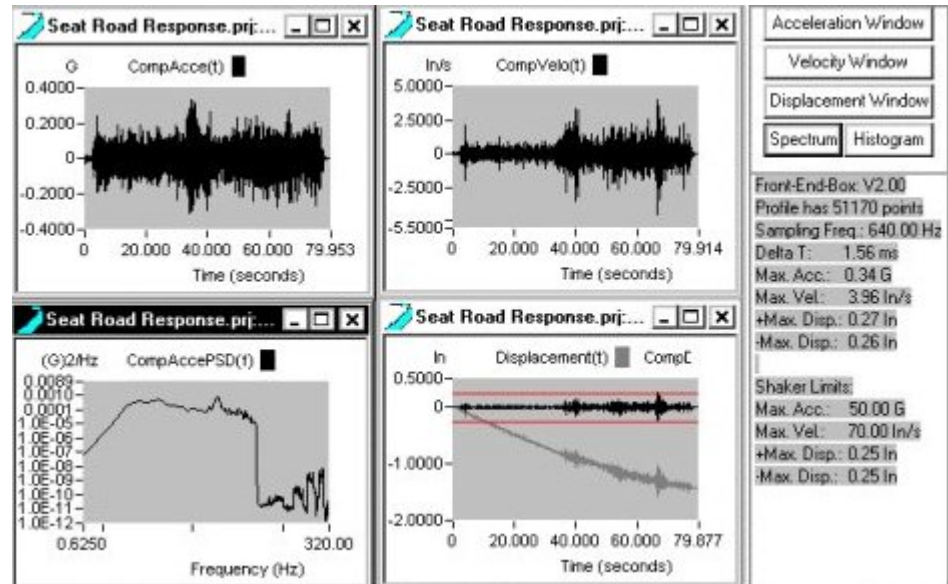 Seat Road Response.prj:...
G CompAcce(t)
0.4000
0.2000
0
-0.2000
-0.4000
0 20.000 40.000 60.000 79.953
Time (seconds)
Seat Road Response.prj:...
In/s CompVelo(t)
5.0000
2.5000
0
-2.5000
-5.5000
0 20.000 40.000 60.000 79.914
Time (seconds)
Seat Road Response.prj:...
(G)2/Hz CompAccePSD(t)
0.0089
0.0010
0.0001
1.0E-05
1.0E-06
1.0E-07
1.0E-08
1.0E-09
1.0E-10
1.0E-11
1.0E-12
0.6250 320.00
Frequency (Hz)
Seat Road Response.prj:...
In Displacement(t) CompD
0.5000
0
-1.0000
-2.0000
0 20.000 40.000 60.000 79.877
Time (seconds)
Acceleration Window
Velocity Window
Displacement Window
Spectrum Histogram
Front-End-Box: V2.00
Profile has 51170 points
Sampling Freq.: 640.00 Hz
Delta T: 1.56 ms
Max. Acc.: 0.34 G
Max. Vel.: 3.96 In/s
+Max. Disp.: 0.27 In
-Max. Disp.: 0.26 In
Shaker Limits:
Max. Acc.: 50.00 G
Max. Vel.: 70.00 In/s
+Max. Disp.: 0.25 In
-Max. Disp.: 0.25 In